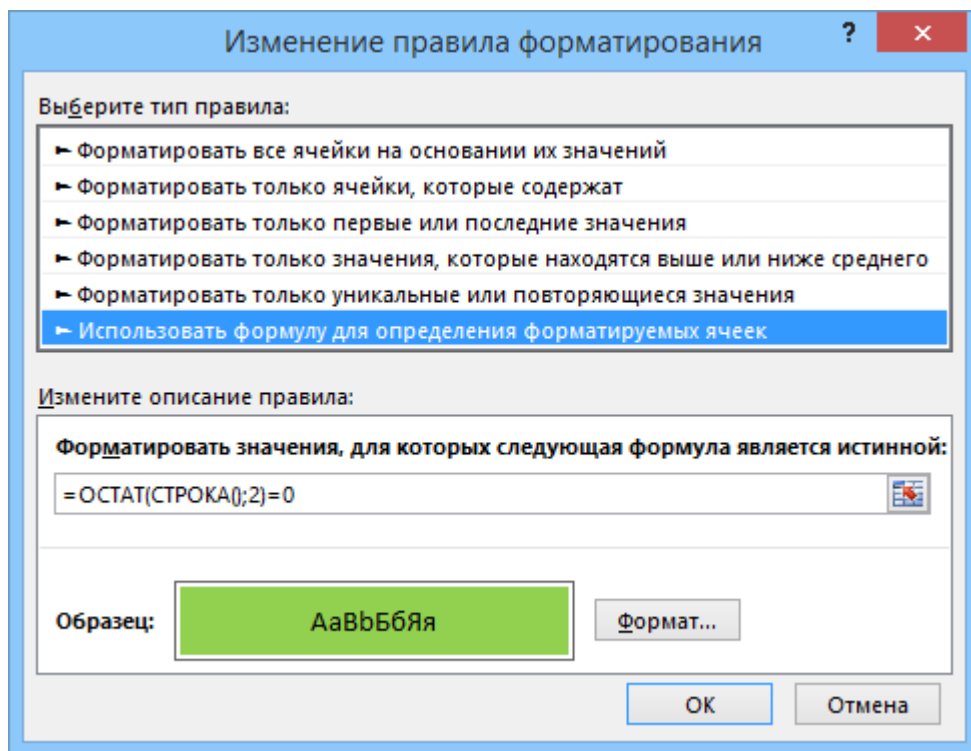 Изменение правила форматирования ? ×
Выберите тип правила:
► Форматировать все ячейки на основании их значений
► Форматировать только ячейки, которые содержат
► Форматировать только первые или последние значения
► Форматировать только значения, которые находятся выше или ниже среднего
► Форматировать только уникальные или повторяющиеся значения
► Использовать формулу для определения форматируемых ячеек
Измените описание правила:
Форматировать значения, для которых следующая формула является истинной:
=ОСТАТ(СТРОКА();2)=0
Образец: АаВbБбЯя Формат...
ОК Отмена